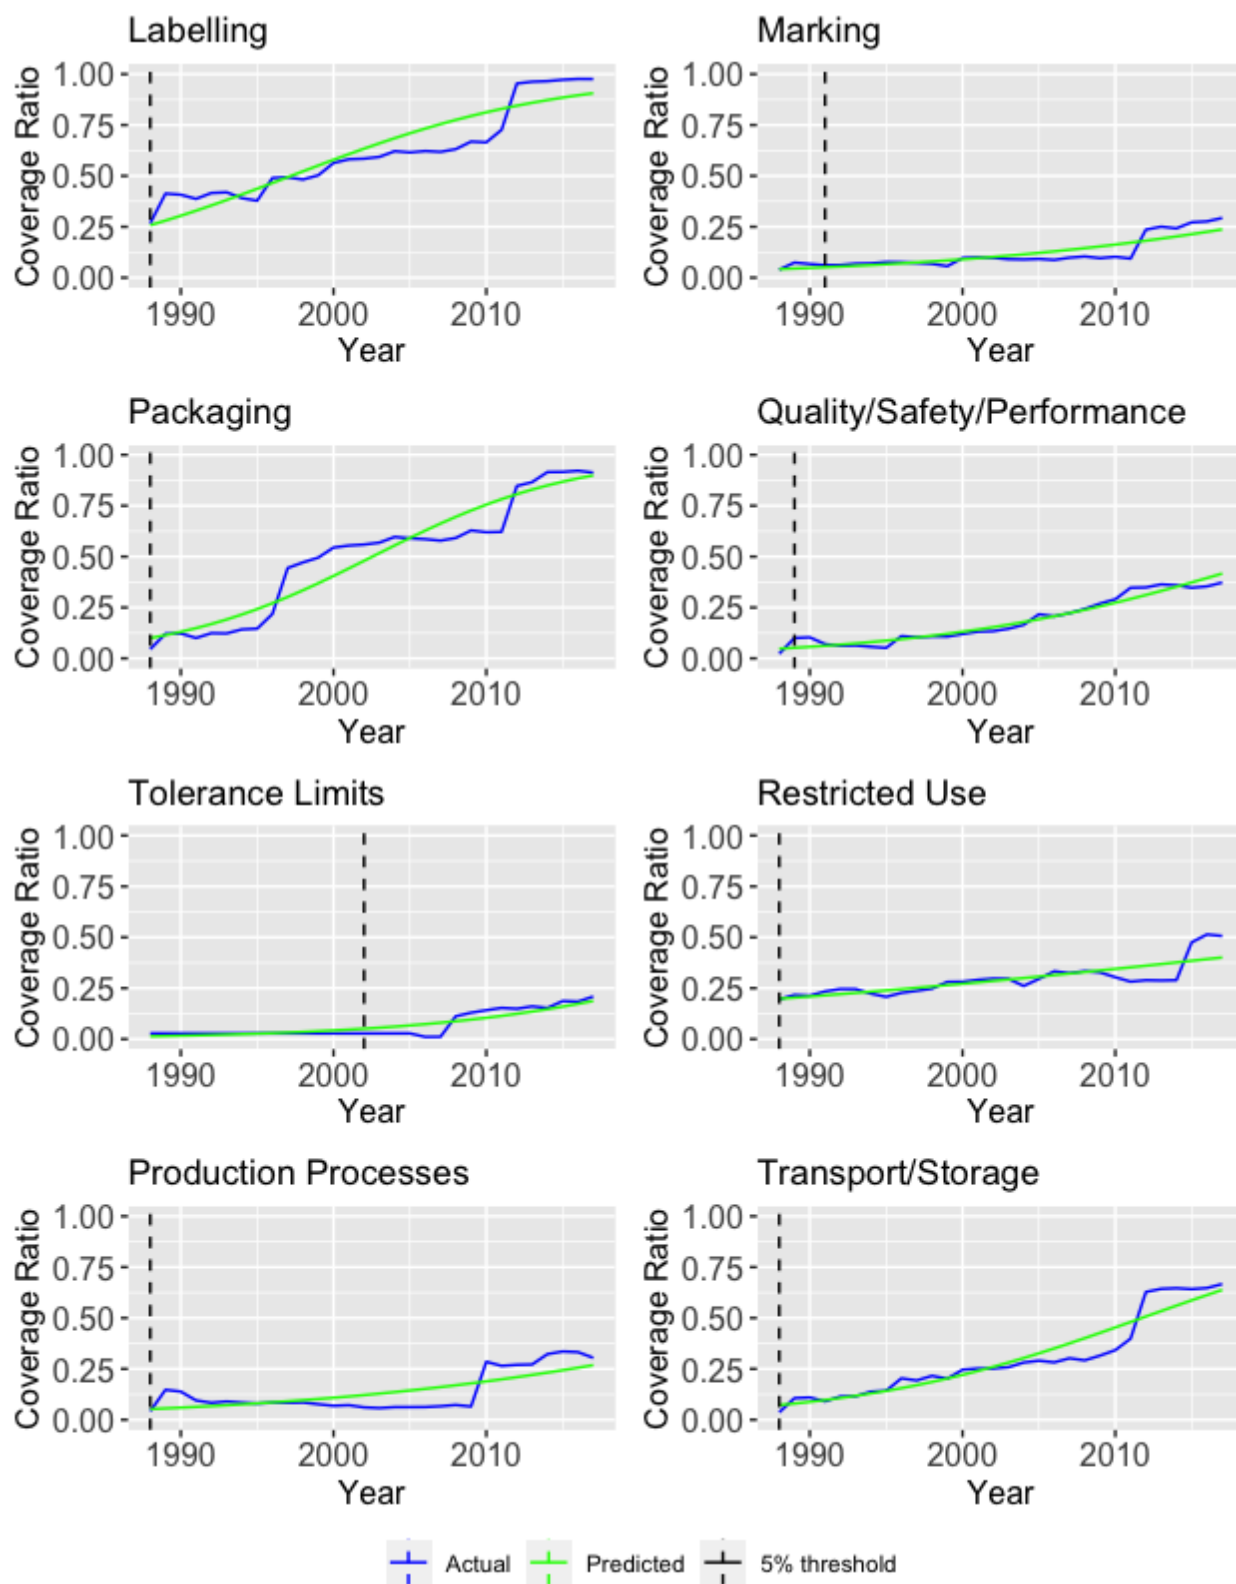 Labelling
Marking
Coverage Ratio
1.00
0.75
0.50
0.25
0.00
1990 2000 2010
Year
Coverage Ratio
1.00
0.75
0.50
0.25
0.00
1990 2000 2010
Year
Packaging
Quality/Safety/Performance
Coverage Ratio
1.00
0.75
0.50
0.25
0.00
1990 2000 2010
Year
Coverage Ratio
1.00
0.75
0.50
0.25
0.00
1990 2000 2010
Year
Tolerance Limits
Restricted Use
Coverage Ratio
1.00
0.75
0.50
0.25
0.00
1990 2000 2010
Year
Coverage Ratio
1.00
0.75
0.50
0.25
0.00
1990 2000 2010
Year
Production Processes
Transport/Storage
Coverage Ratio
1.00
0.75
0.50
0.25
0.00
1990 2000 2010
Year
Coverage Ratio
1.00
0.75
0.50
0.25
0.00
1990 2000 2010
Year
Actual Predicted 5% threshold